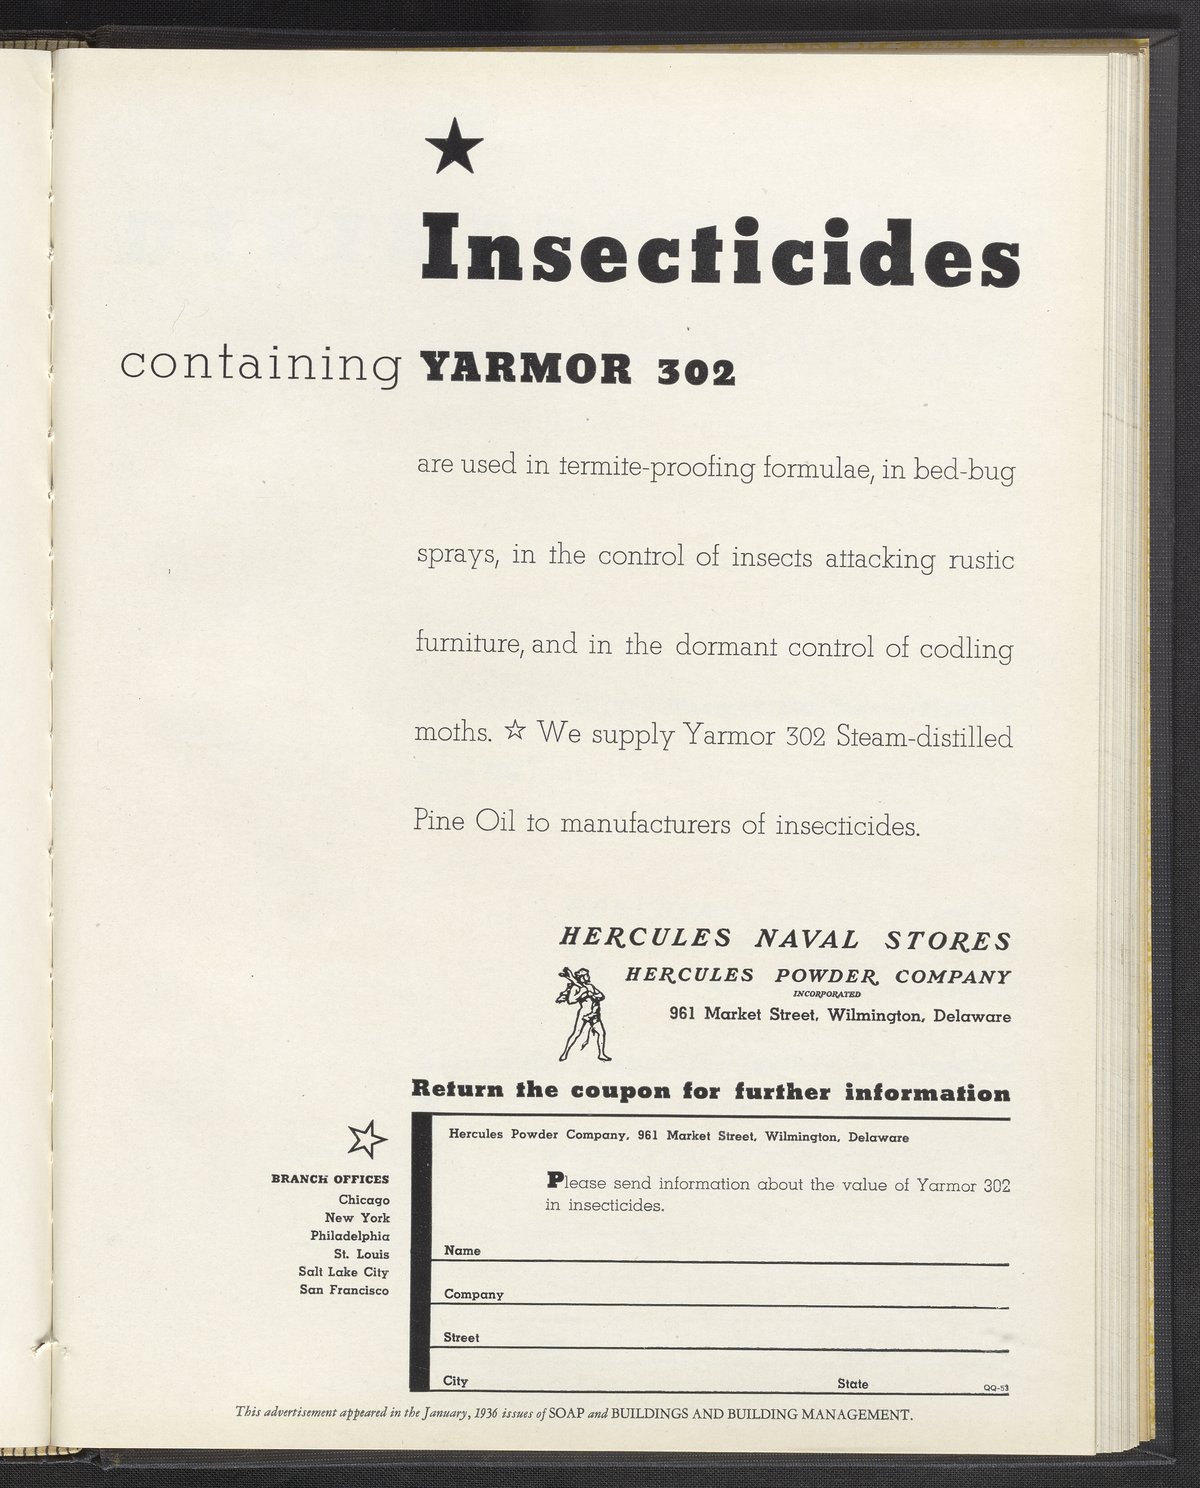 Insecticides
containing YARMOR 302
are used in termite-proofing formulae, in bed-bug
sprays, in the control of insects attacking rustic
furniture, and in the dormant control of codling
moths. ☆ We supply Yarmor 302 Steam-distilled
Pine Oil to manufacturers of insecticides.
HERCULES NAVAL STORES
HERCULES POWDER COMPANY
INCORPORATED
961 Market Street, Wilmington, Delaware
Return the coupon for further information
BRANCH OFFICES
Chicago
New York
Philadelphia
St. Louis
Salt Lake City
San Francisco
Hercules Powder Company, 961 Market Street, Wilmington, Delaware
Please send information about the value of Yarmor 302
in insecticides.
Name
Company
Street
City State QQ-53
This advertisement appeared in the January, 1936 issues of SOAP and BUILDINGS AND BUILDING MANAGEMENT.